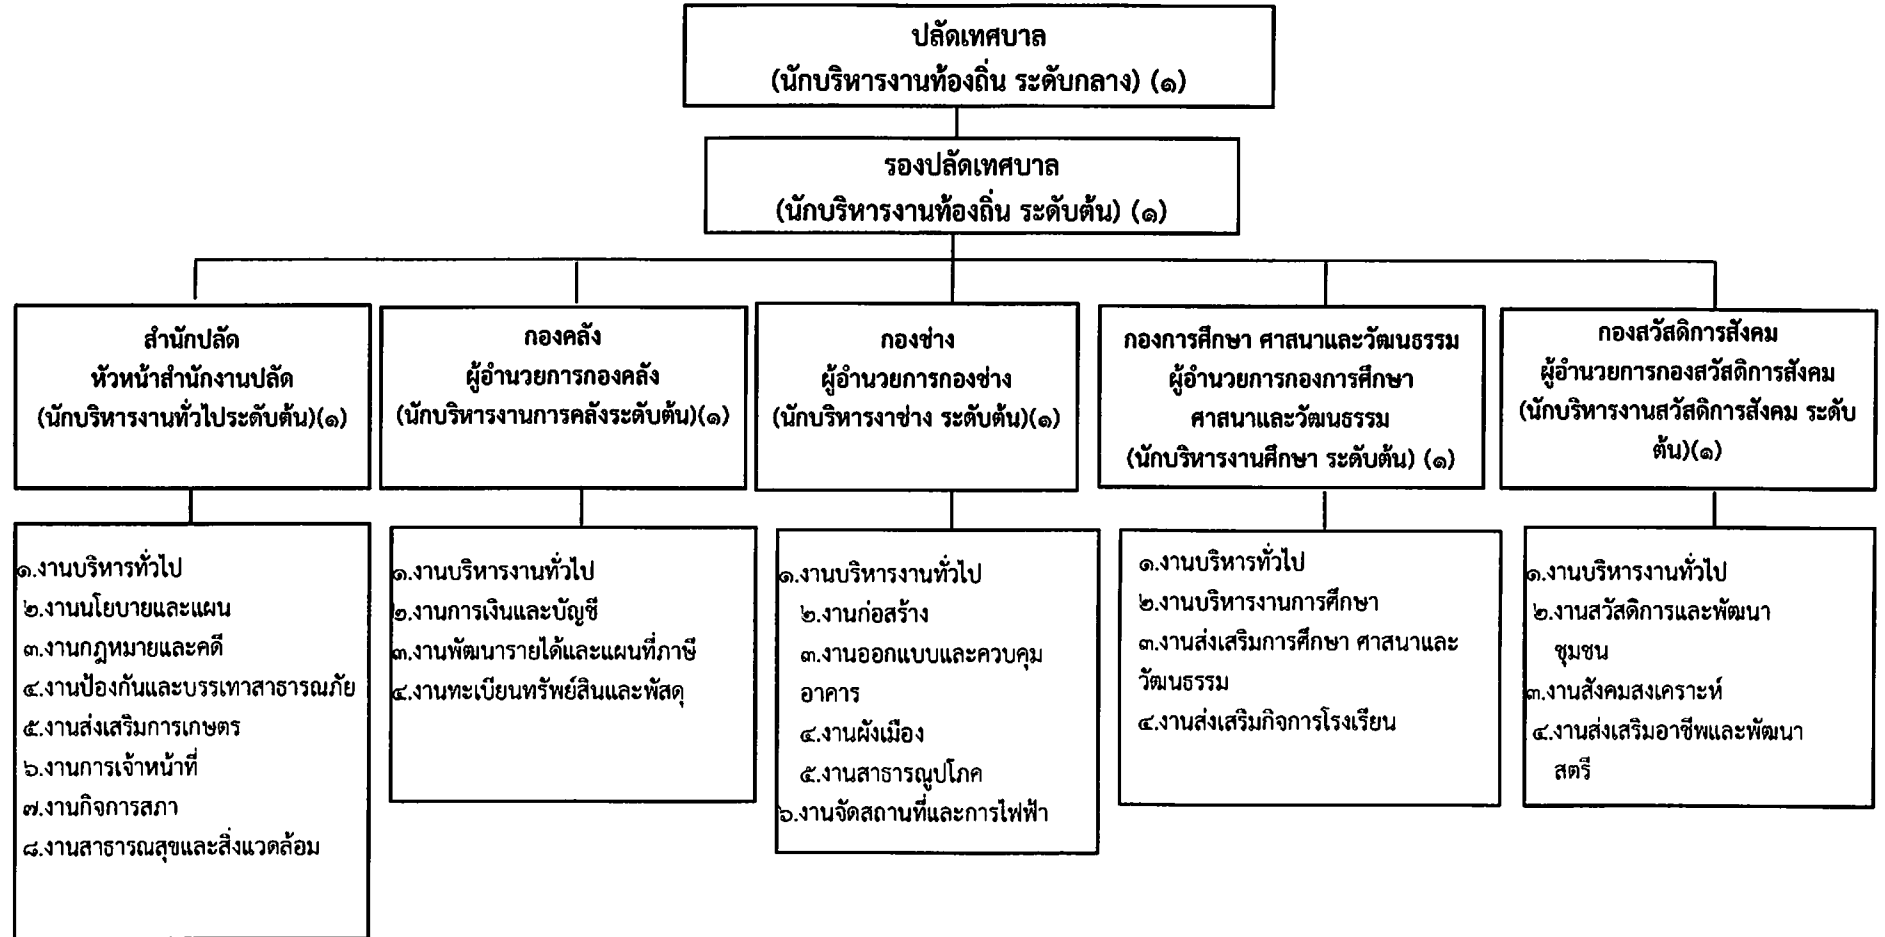 ปลัดเทศบาล
(นักบริหารงานท้องถิ่น ระดับกลาง) (๑)
รองปลัดเทศบาล
(นักบริหารงานท้องถิ่น ระดับต้น) (๑)
สำนักปลัด
หัวหน้าสำนักงานปลัด
(นักบริหารงานทั่วไประดับต้น)(๑)
กองคลัง
ผู้อำนวยการกองคลัง
(นักบริหารงานการคลังระดับต้น)(๑)
กองช่าง
ผู้อำนวยการกองช่าง
(นักบริหารงาช่าง ระดับต้น)(๑)
กองการศึกษา ศาสนาและวัฒนธรรม
ผู้อำนวยการกองการศึกษา
ศาสนาและวัฒนธรรม
(นักบริหารงานศึกษา ระดับต้น) (๑)
กองสวัสดิการสังคม
ผู้อำนวยการกองสวัสดิการสังคม
(นักบริหารงานสวัสดิการสังคม ระดับ
ต้น)(๑)
๑.งานบริหารทั่วไป
๒.งานนโยบายและแผน
๓.งานกฎหมายและคดี
๔.งานป้องกันและบรรเทาสาธารณภัย
๕.งานส่งเสริมการเกษตร
๖.งานการเจ้าหน้าที่
๗.งานกิจการสภา
๘.งานสาธารณสุขและสิ่งแวดล้อม
๑.งานบริหารงานทั่วไป
๒.งานการเงินและบัญชี
๓.งานพัฒนารายได้และแผนที่ภาษี
๔.งานทะเบียนทรัพย์สินและพัสดุ
๑.งานบริหารงานทั่วไป
๒.งานก่อสร้าง
๓.งานออกแบบและควบคุม
อาคาร
๔.งานผังเมือง
๕.งานสาธารณูปโภค
๖.งานจัดสถานที่และการไฟฟ้า
๑.งานบริหารทั่วไป
๒.งานบริหารงานการศึกษา
๓.งานส่งเสริมการศึกษา ศาสนาและ
วัฒนธรรม
๔.งานส่งเสริมกิจการโรงเรียน
๑.งานบริหารงานทั่วไป
๒.งานสวัสดิการและพัฒนา
ชุมชน
๓.งานสังคมสงเคราะห์
๔.งานส่งเสริมอาชีพและพัฒนา
สตรี